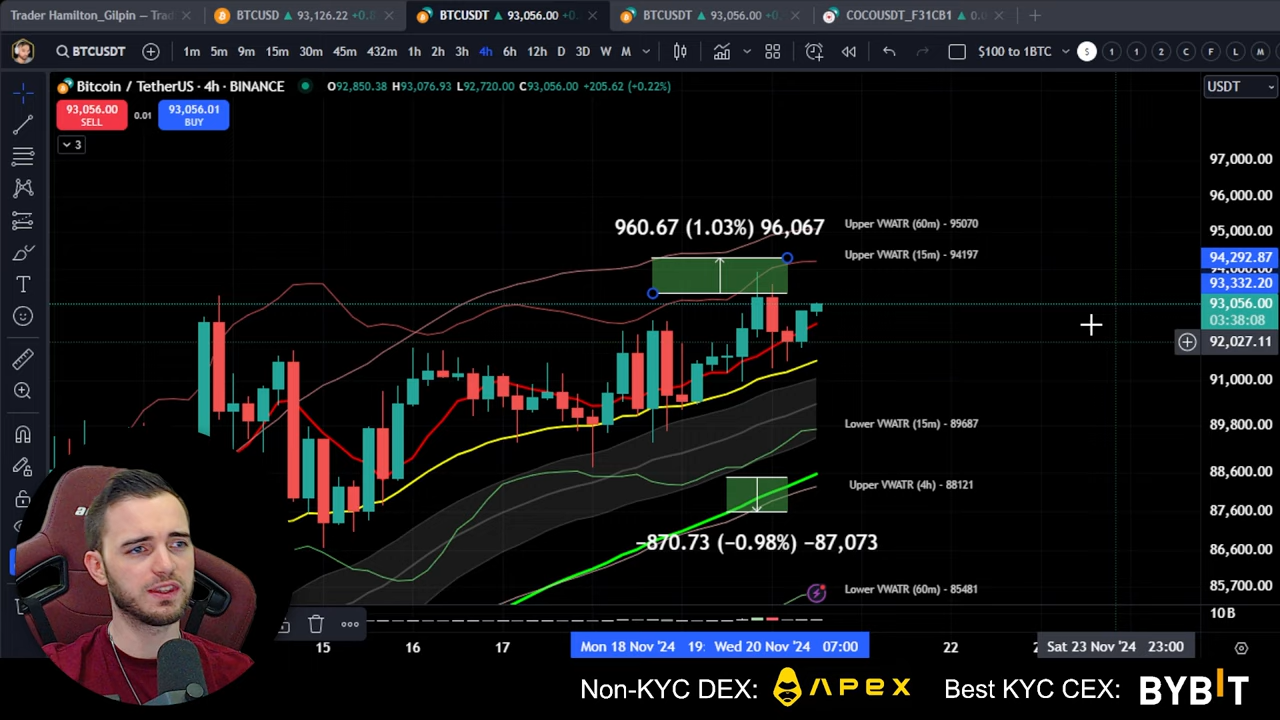 Trader Hamilton_Gilpin — Trad
BTCUSD ▲ 93,126.22 +0.
BTCUSDT ▲ 93,056.00 +0.
BTCUSDT ▲ 93,056.00 +0.
COCOUSDT_F31CB1 ▲ 0.
BTCUSDT
1m 5m 9m 15m 30m 45m 432m 1h 2h 3h 4h 6h 12h D 3D W M
$100 to 1BTC
S 1 1 2 C F L M
Bitcoin / TetherUS · 4h · BINANCE
O92,850.38 H93,076.93 L92,720.00 C93,056.00 +205.62 (+0.22%)
USDT
93,056.00
SELL
0.01
93,056.01
BUY
3
97,000.00
96,000.00
95,000.00
94,292.87
94,000.00
93,332.20
93,056.00
03:38:08
92,027.11
91,000.00
89,800.00
88,600.00
87,600.00
86,600.00
85,700.00
10B
960.67 (1.03%) 96,067
Upper VWATR (60m) - 95070
Upper VWATR (15m) - 94197
Lower VWATR (15m) - 89687
Upper VWATR (4h) - 88121
−870.73 (−0.98%) −87,073
Lower VWATR (60m) - 85481
15 16 17
Mon 18 Nov '24 19:
Wed 20 Nov '24 07:00
22
Sat 23 Nov '24 23:00
Non-KYC DEX: APEX
Best KYC CEX: BYBIT